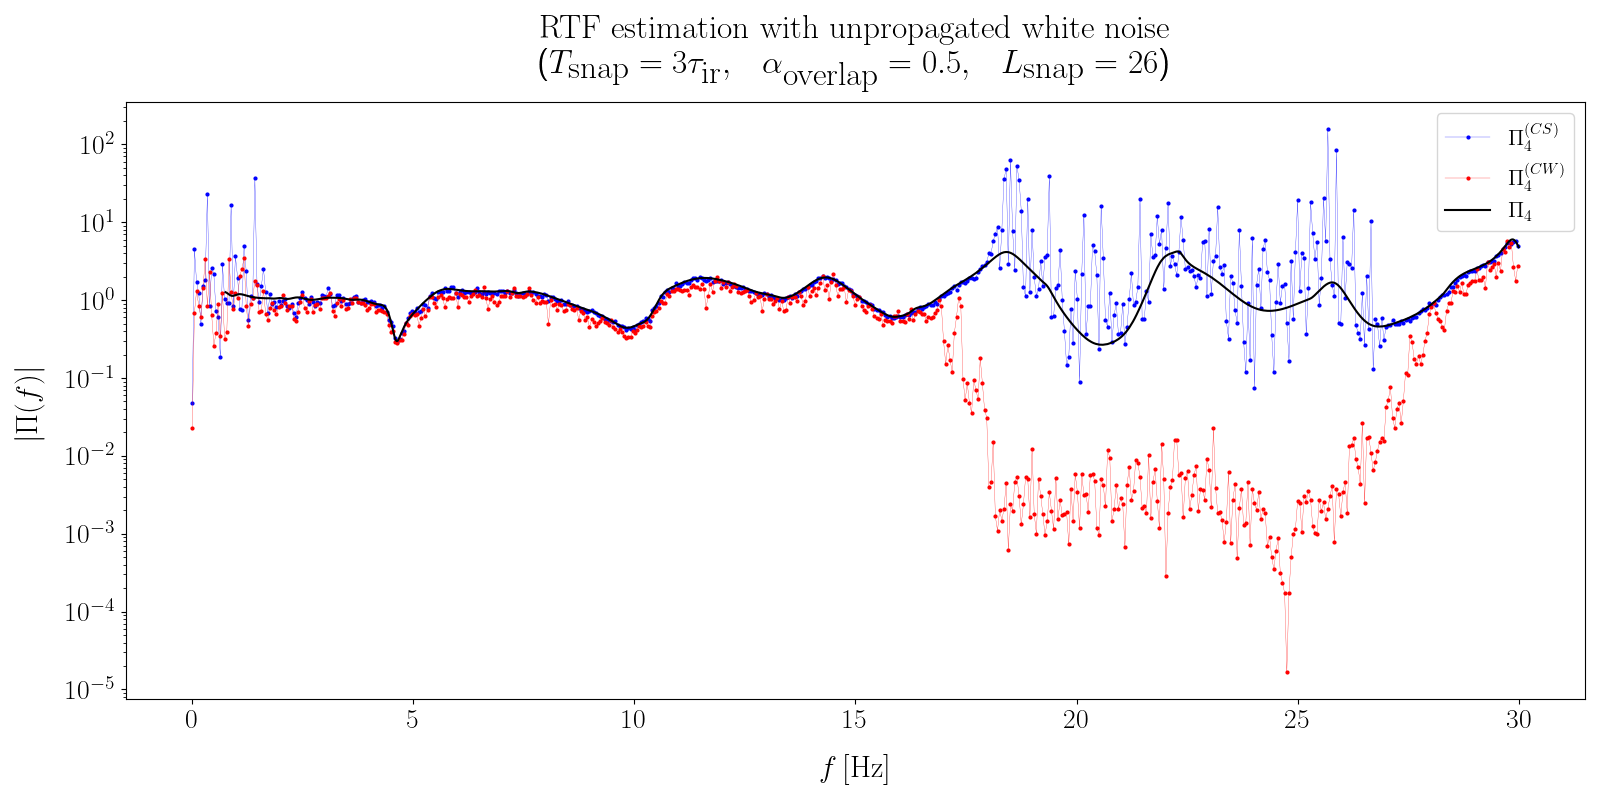 RTF estimation with unpropagated white noise
(T_snap = 3τ_ir,   α_overlap = 0.5,   L_snap = 26)
Π_4^(CS)
Π_4^(CW)
Π_4
|Π(f)|
10^2
10^1
10^0
10^-1
10^-2
10^-3
10^-4
10^-5
0 5 10 15 20 25 30
f [Hz]